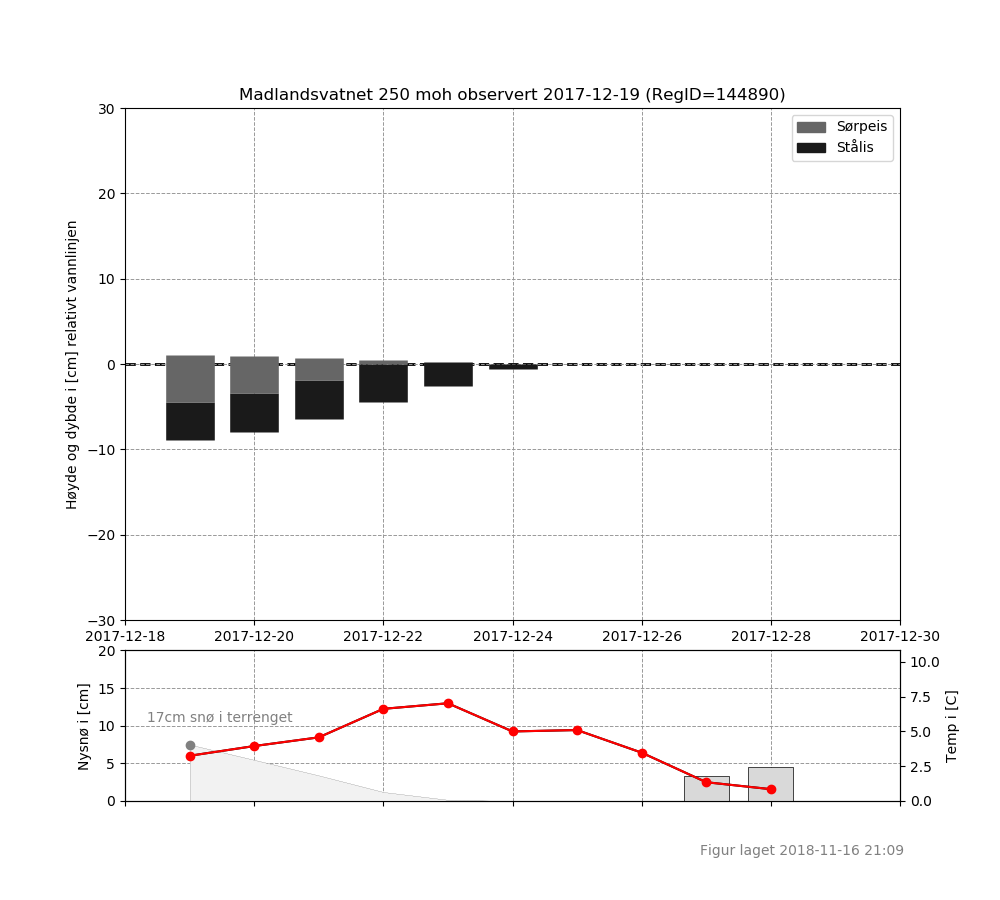 Madlandsvatnet 250 moh observert 2017-12-19 (RegID=144890)
Høyde og dybde i [cm] relativt vannlinjen
30
20
10
0
−10
−20
−30
Sørpeis
Stålis
2017-12-18 2017-12-20 2017-12-22 2017-12-24 2017-12-26 2017-12-28 2017-12-30
Nysnø i [cm]
20
15
10
5
0
17cm snø i terrenget
10.0
7.5
5.0
2.5
0.0
Temp i [C]
Figur laget 2018-11-16 21:09